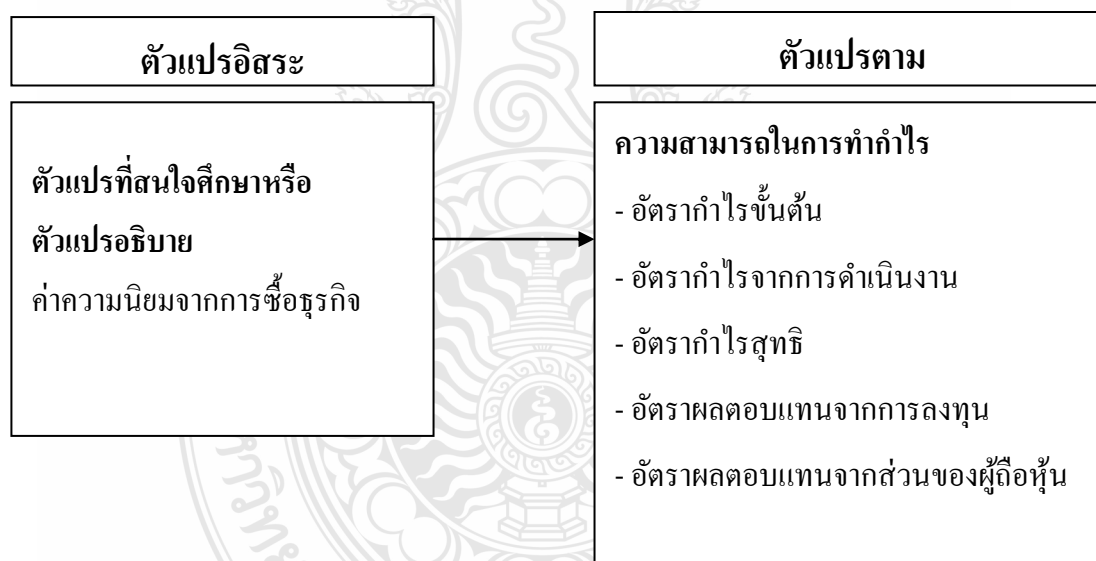 ตัวแปรอิสระ
ตัวแปรที่สนใจศึกษาหรือ
ตัวแปรอธิบาย
ค่าความนิยมจากการซื้อธุรกิจ
ตัวแปรตาม
ความสามารถในการทำกำไร
- อัตรากำไรขั้นต้น
- อัตรากำไรจากการดำเนินงาน
- อัตรากำไรสุทธิ
- อัตราผลตอบแทนจากการลงทุน
- อัตราผลตอบแทนจากส่วนของผู้ถือหุ้น